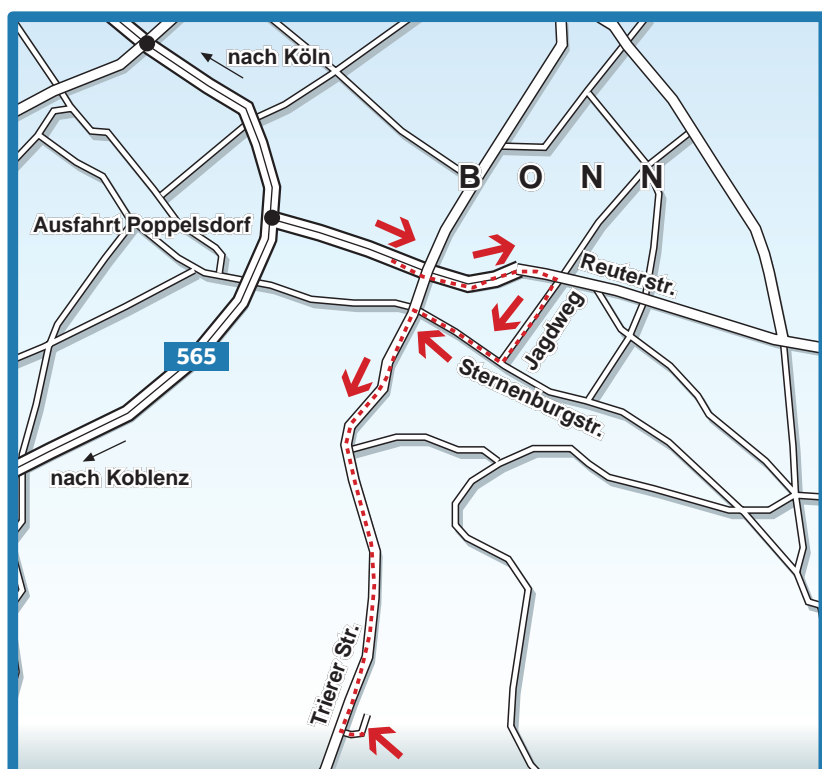 nach Köln
B O N N
Ausfahrt Poppelsdorf
Reuterstr.
Jagdweg
565
Sternenburgstr.
nach Koblenz
Trierer Str.